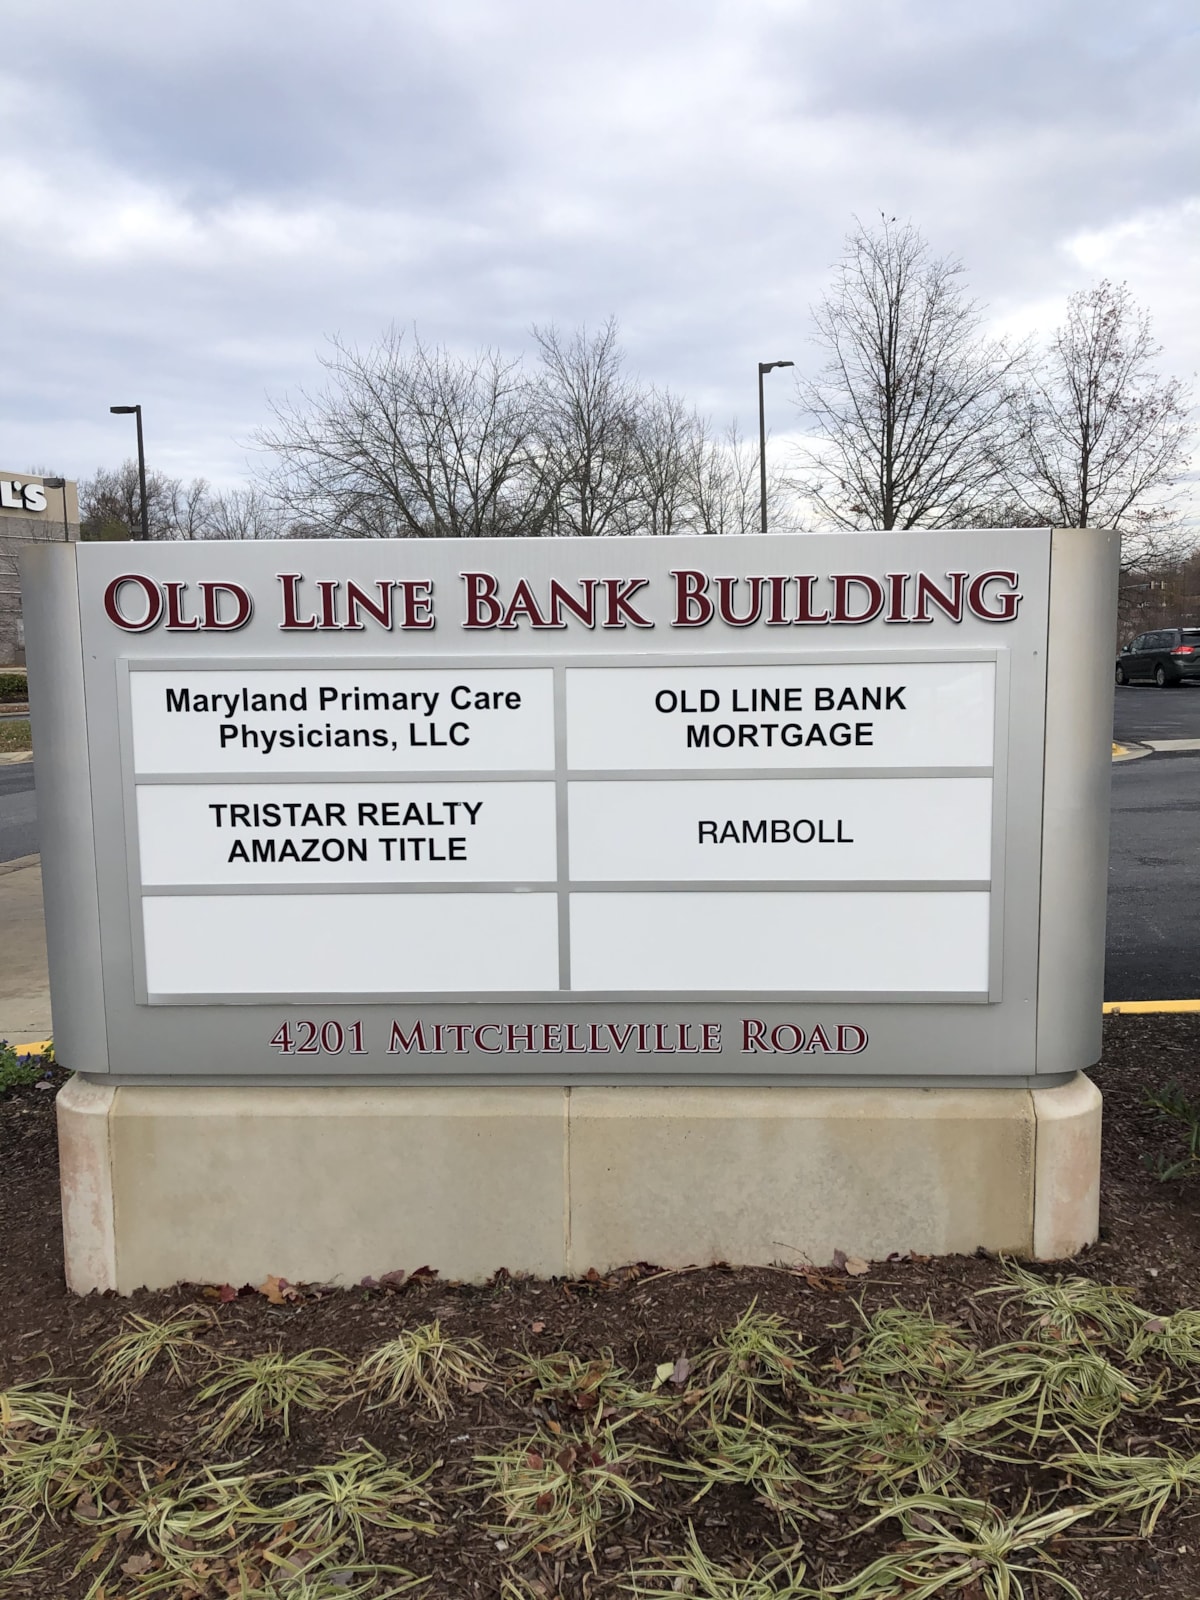 L'S
OLD LINE BANK BUILDING
Maryland Primary Care
Physicians, LLC
OLD LINE BANK
MORTGAGE
TRISTAR REALTY
AMAZON TITLE
RAMBOLL
4201 MITCHELLVILLE ROAD